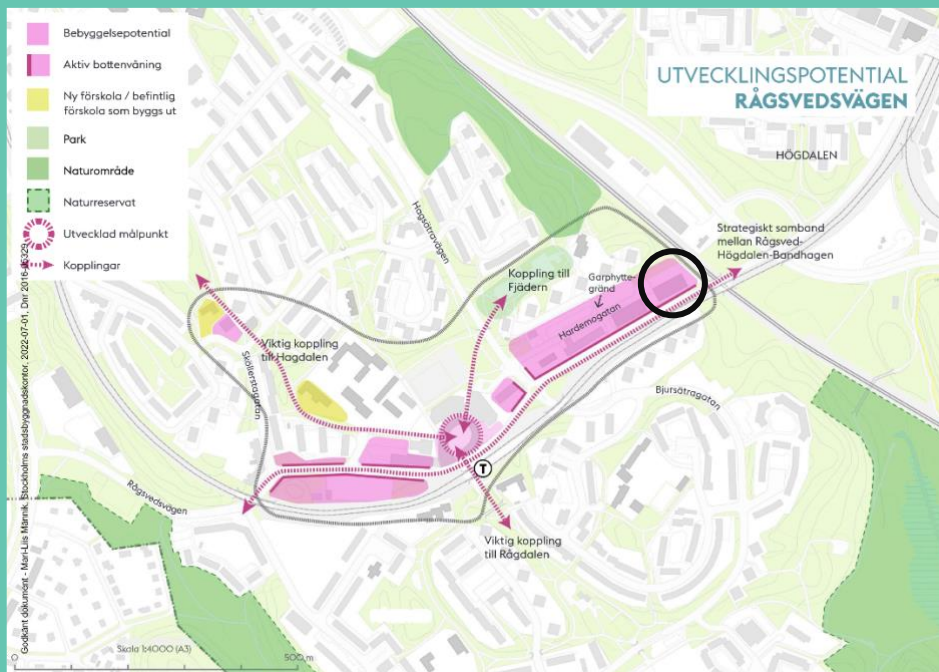 Bebyggelsepotential
Aktiv bottenvåning
Ny förskola / befintlig
förskola som byggs ut
Park
Naturområde
Naturreservat
Utvecklad målpunkt
Kopplingar
UTVECKLINGSPOTENTIAL
RÅGSVEDSVÄGEN
HÖGDALEN
Strategiskt samband
mellan Rågsved-
Högdalen-Bandhagen
Hagsätravägen
Koppling till
Fjädern
Garphytte-
gränd
Hardemogatan
Viktig koppling
till Hagdalen
Sköllerstagatan
Bjursätragatan
T
Rågsvedsvägen
Viktig koppling
till Rågdalen
Godkänt dokument - Mari-Liis Männik, Stockholms stadsbyggnadskontor, 2022-07-01, Dnr
Skala 1:4000 (A3)
0
500 m